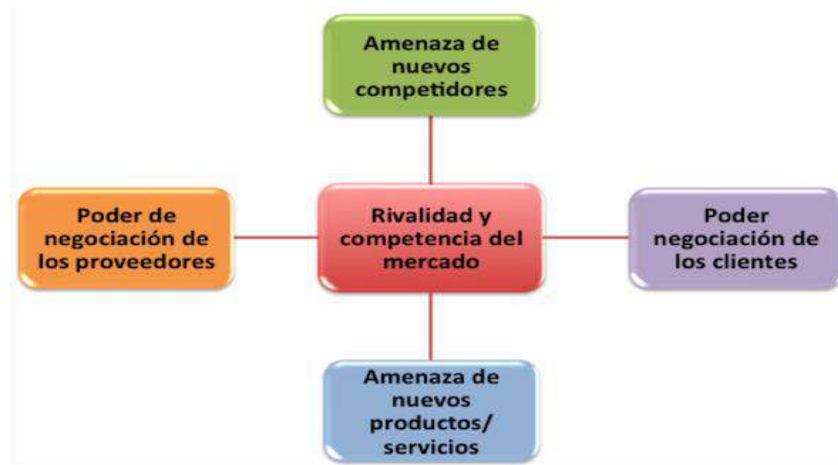 Amenaza de
nuevos
competidores
Poder de
negociación de
los proveedores
Rivalidad y
competencia del
mercado
Poder
negociación de
los clientes
Amenaza de
nuevos
productos/
servicios